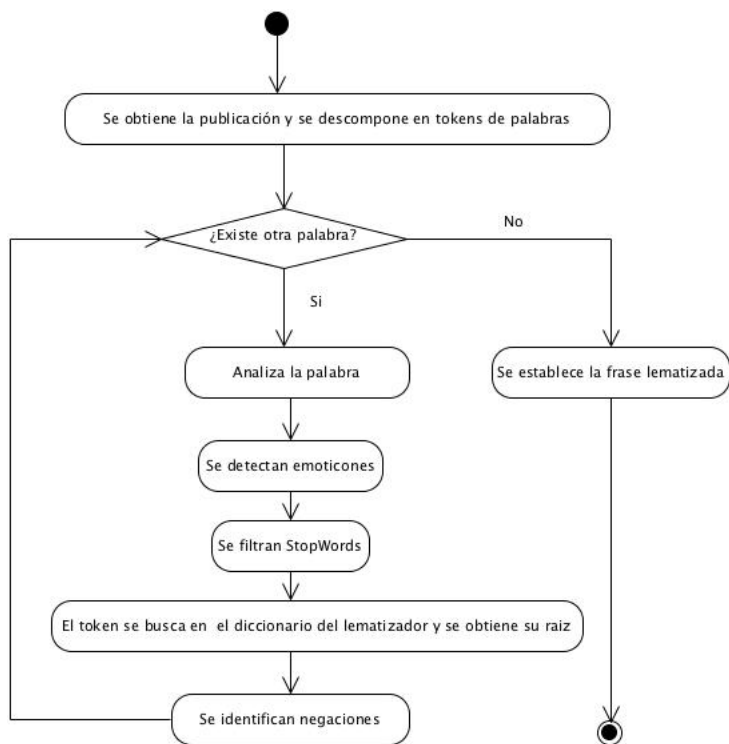 Se obtiene la publicación y se descompone en tokens de palabras
¿Existe otra palabra?
No
Si
Analiza la palabra
Se establece la frase lematizada
Se detectan emoticones
Se filtran StopWords
El token se busca en el diccionario del lematizador y se obtiene su raiz
Se identifican negaciones